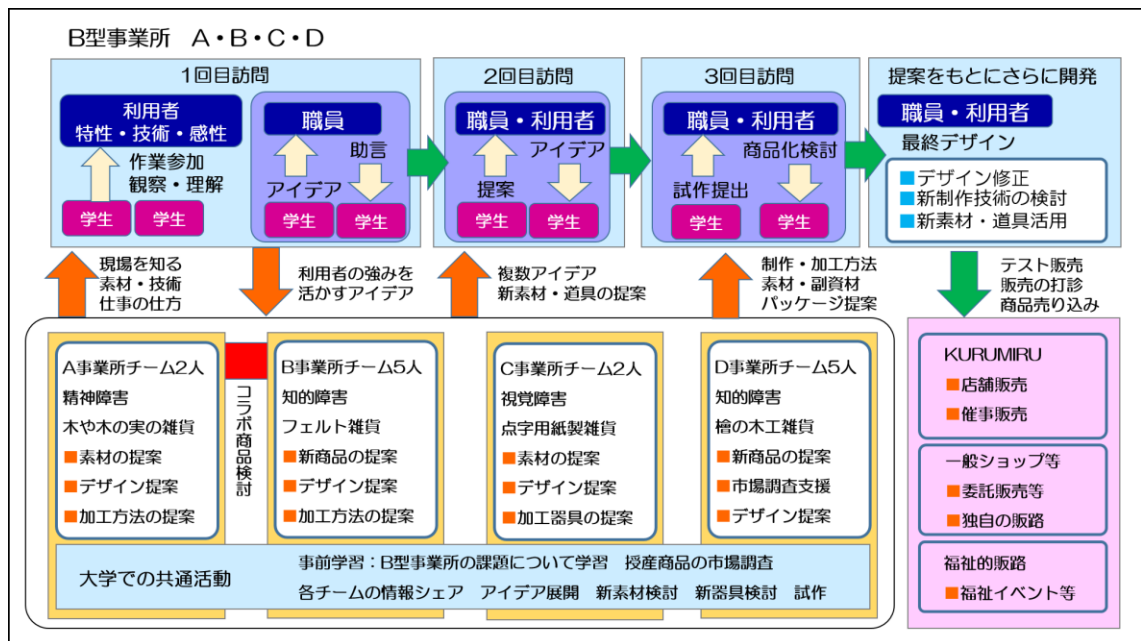 B型事業所 A・B・C・D
1回目訪問
利用者
特性・技術・感性
作業参加
観察・理解
学生
学生
職員
助言
アイデア
学生
学生
2回目訪問
職員・利用者
アイデア
提案
学生
学生
3回目訪問
職員・利用者
商品化検討
試作提出
学生
学生
提案をもとにさらに開発
職員・利用者
最終デザイン
■デザイン修正
■新制作技術の検討
■新素材・道具活用
現場を知る
素材・技術
仕事の仕方
利用者の強みを
活かすアイデア
複数アイデア
新素材・道具の提案
制作・加工方法
素材・副資材
パッケージ提案
テスト販売
販売の打診
商品売り込み
A事業所チーム2人
精神障害
木や木の実の雑貨
■素材の提案
■デザイン提案
■加工方法の提案
コラボ商品検討
B事業所チーム5人
知的障害
フェルト雑貨
■新商品の提案
■デザイン提案
■加工方法の提案
C事業所チーム2人
視覚障害
点字用紙製雑貨
■素材の提案
■デザイン提案
■加工器具の提案
D事業所チーム5人
知的障害
檜の木工雑貨
■新商品の提案
■市場調査支援
■デザイン提案
大学での共通活動
事前学習：B型事業所の課題について学習 授産商品の市場調査
各チームの情報シェア アイデア展開 新素材検討 新器具検討 試作
KURUMIRU
■店舗販売
■催事販売
一般ショップ等
■委託販売等
■独自の販路
福祉的販路
■福祉イベント等